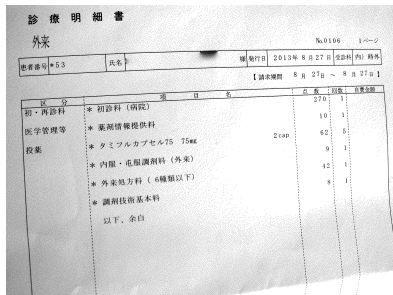 診療明細書
外来
No.0106 1ページ
患者番号 *53 氏名 様 発行日 2013年 8月27日 受診科 内) 時外
【 請求期間 8月 27日 ～ 8月 27日 】
区分 項目名 点数 回数 自費金額
初・再診料 * 初診料（病院） 270 1
医学管理等 * 薬剤情報提供料 10 1
投薬 * タミフルカプセル75 75mg 2cap 62 5
* 内服・屯服調剤料（外来） 9 1
* 外来処方料（ 6種類以下） 42 1
* 調剤技術基本料 8 1
以下、余白